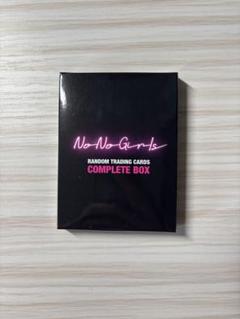 No No Girls
RANDOM TRADING CARDS
COMPLETE BOX